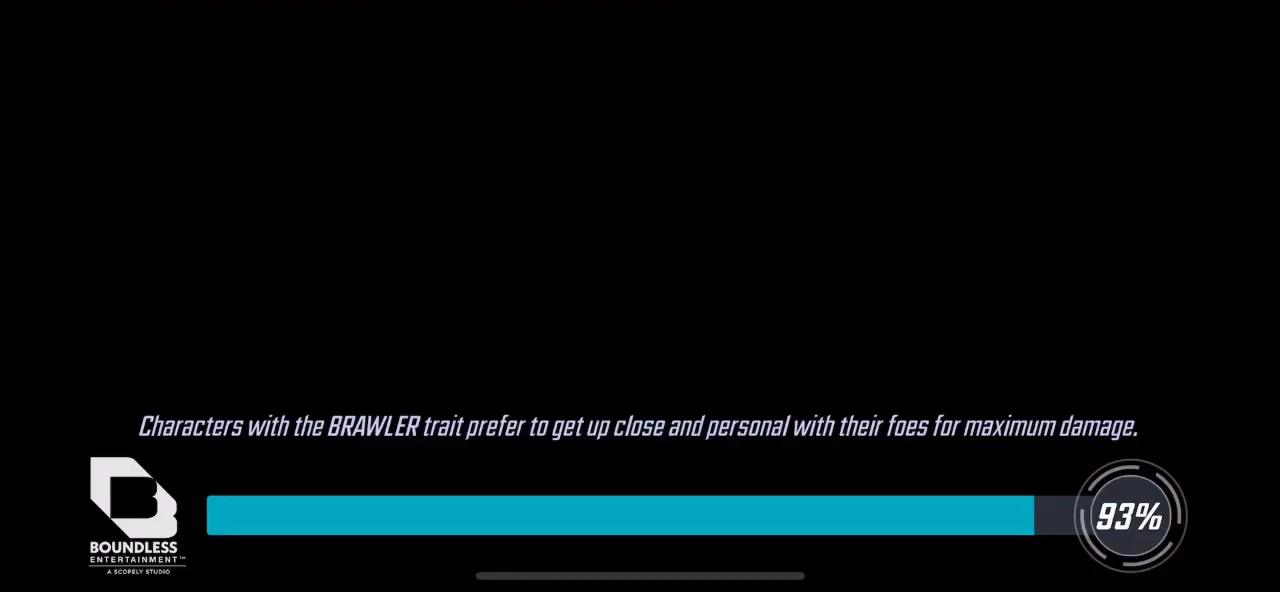 Characters with the BRAWLER trait prefer to get up close and personal with their foes for maximum damage.
93%
BOUNDLESS
ENTERTAINMENT™
A SCOPELY STUDIO